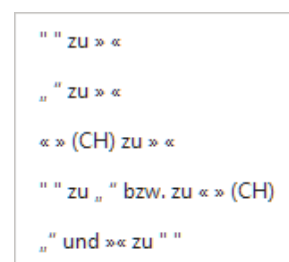 " " zu » «
„ “ zu » «
« » (CH) zu » «
" " zu „ “ bzw. zu « » (CH)
„“ und »« zu " "